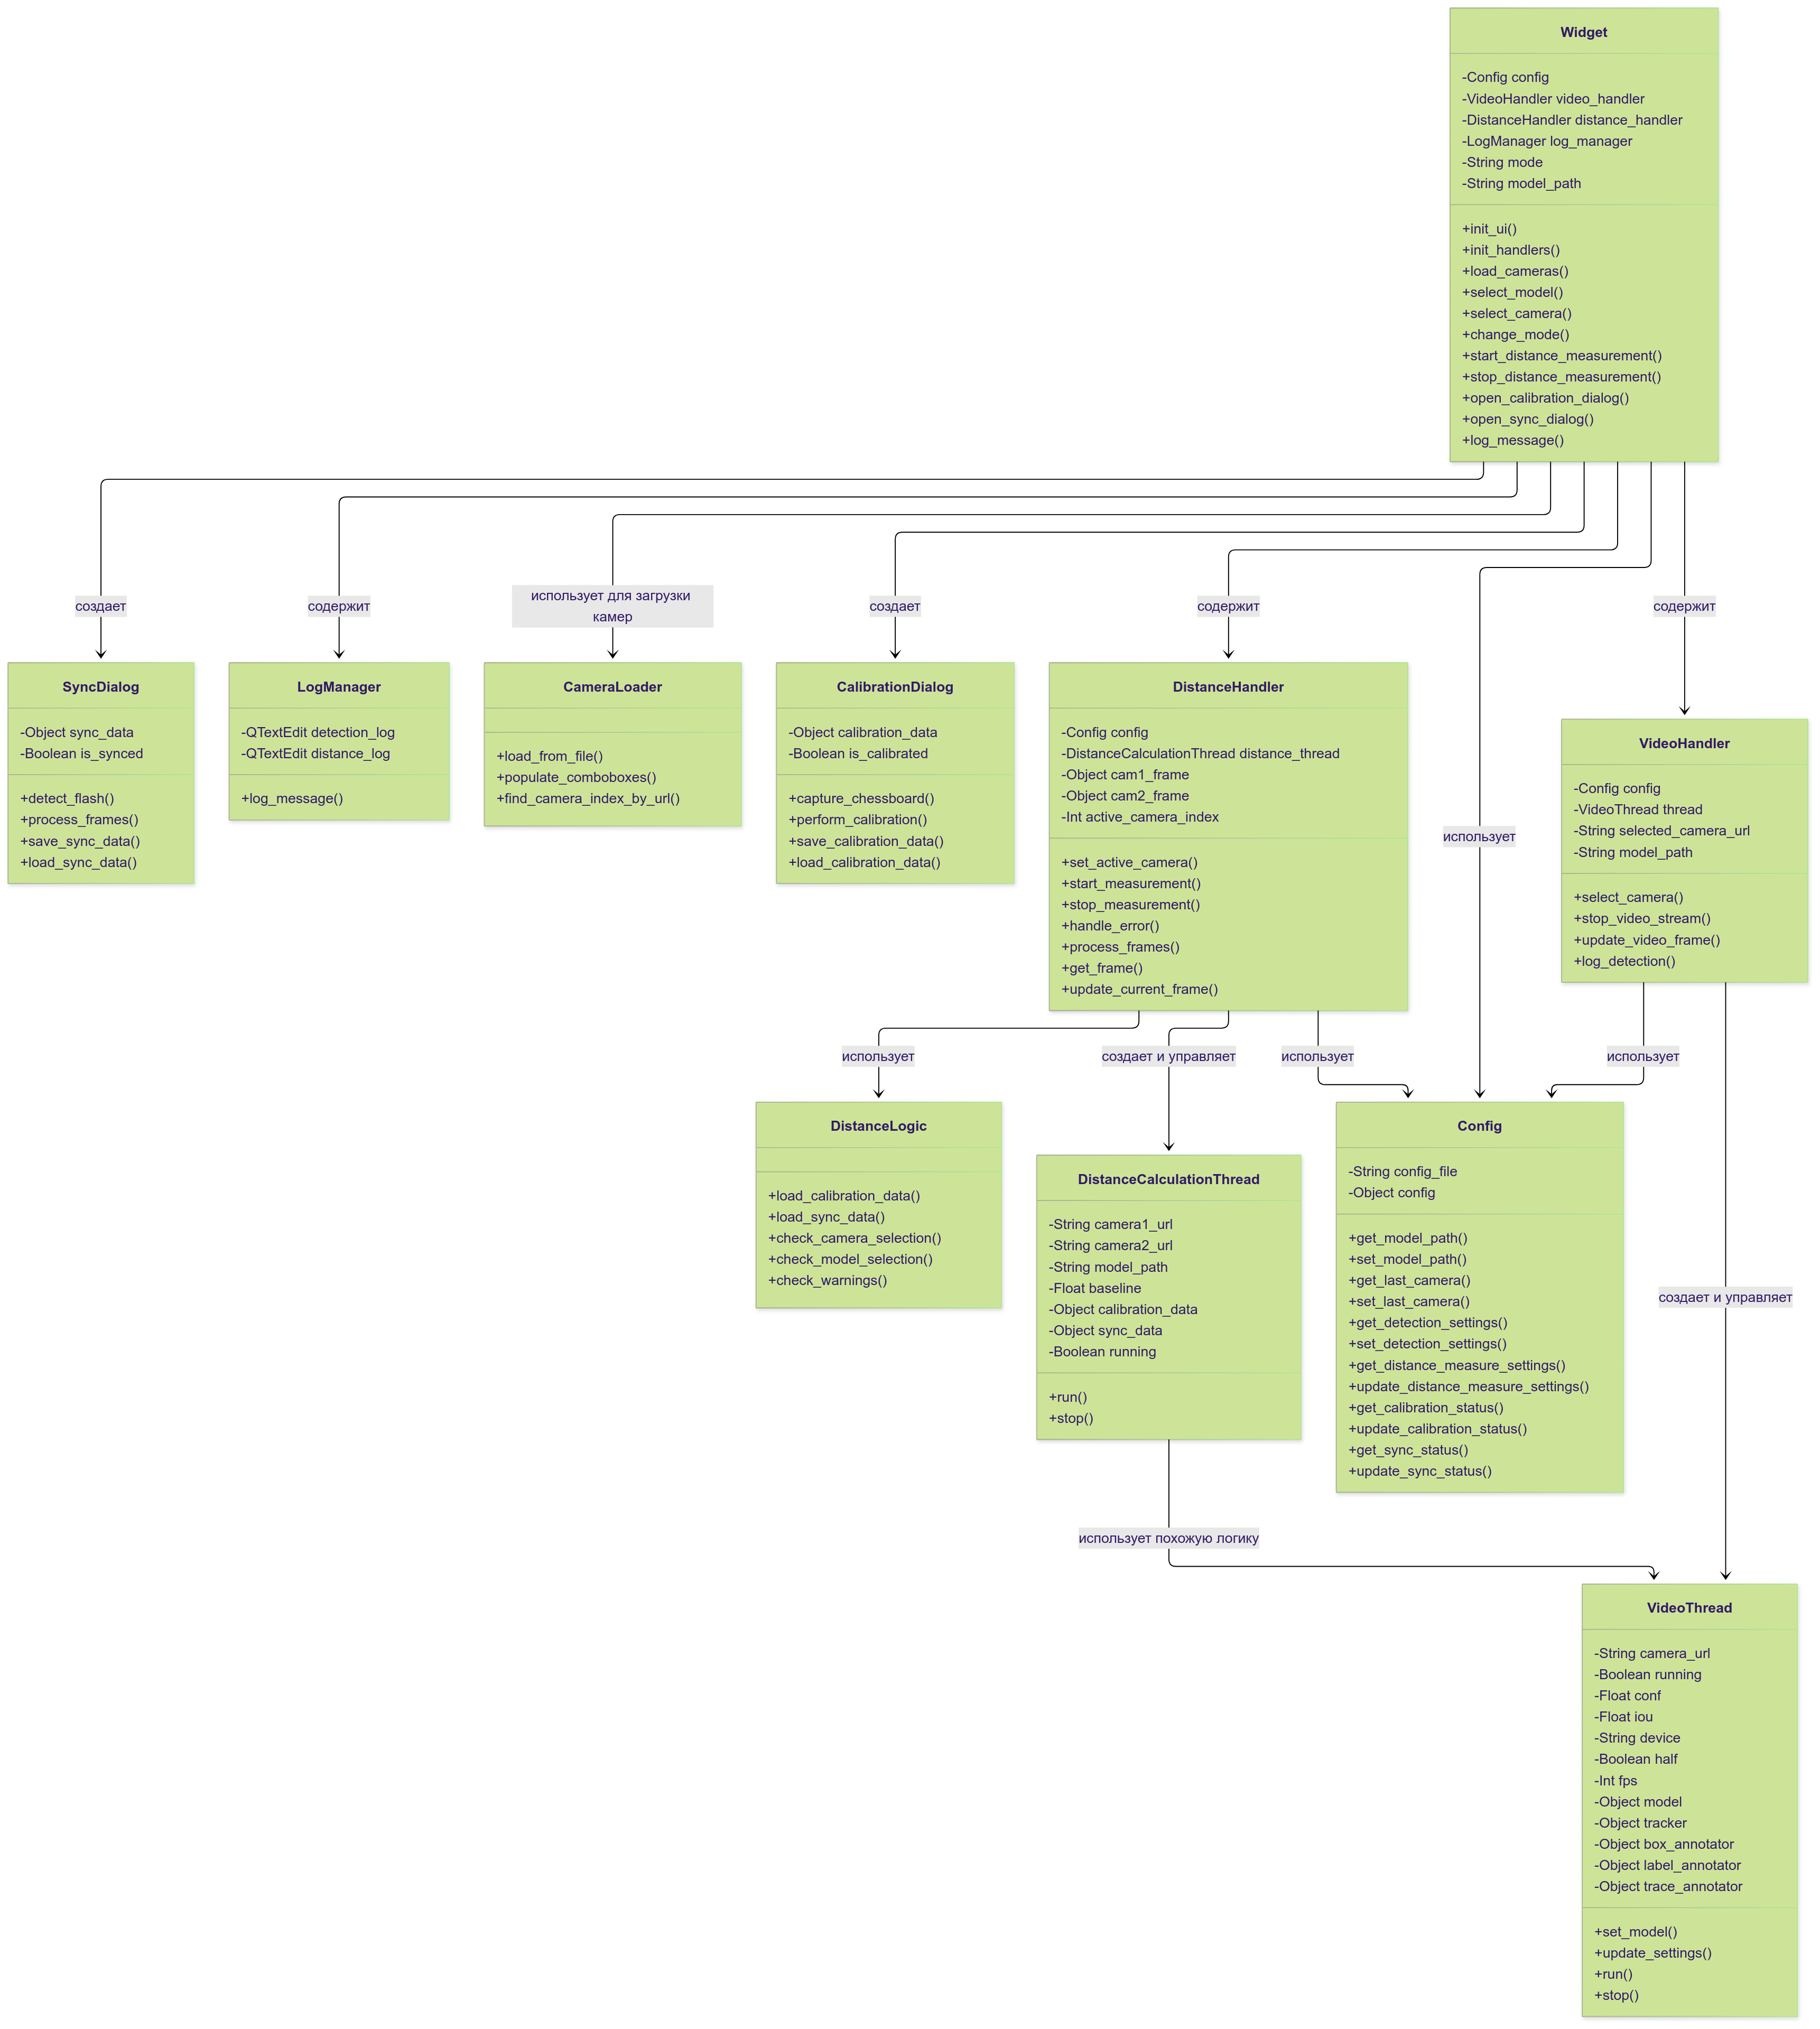 Widget
-Config config
-VideoHandler video_handler
-DistanceHandler distance_handler
-LogManager log_manager
-String mode
-String model_path
+init_ui()
+init_handlers()
+load_cameras()
+select_model()
+select_camera()
+change_mode()
+start_distance_measurement()
+stop_distance_measurement()
+open_calibration_dialog()
+open_sync_dialog()
+log_message()
создает
содержит
использует для загрузки
камер
создает
содержит
содержит
использует
SyncDialog
-Object sync_data
-Boolean is_synced
+detect_flash()
+process_frames()
+save_sync_data()
+load_sync_data()
LogManager
-QTextEdit detection_log
-QTextEdit distance_log
+log_message()
CameraLoader
+load_from_file()
+populate_comboboxes()
+find_camera_index_by_url()
CalibrationDialog
-Object calibration_data
-Boolean is_calibrated
+capture_chessboard()
+perform_calibration()
+save_calibration_data()
+load_calibration_data()
DistanceHandler
-Config config
-DistanceCalculationThread distance_thread
-Object cam1_frame
-Object cam2_frame
-Int active_camera_index
+set_active_camera()
+start_measurement()
+stop_measurement()
+handle_error()
+process_frames()
+get_frame()
+update_current_frame()
VideoHandler
-Config config
-VideoThread thread
-String selected_camera_url
-String model_path
+select_camera()
+stop_video_stream()
+update_video_frame()
+log_detection()
использует
создает и управляет
использует
использует
DistanceLogic
+load_calibration_data()
+load_sync_data()
+check_camera_selection()
+check_model_selection()
+check_warnings()
DistanceCalculationThread
-String camera1_url
-String camera2_url
-String model_path
-Float baseline
-Object calibration_data
-Object sync_data
-Boolean running
+run()
+stop()
Config
-String config_file
-Object config
+get_model_path()
+set_model_path()
+get_last_camera()
+set_last_camera()
+get_detection_settings()
+set_detection_settings()
+get_distance_measure_settings()
+update_distance_measure_settings()
+get_calibration_status()
+update_calibration_status()
+get_sync_status()
+update_sync_status()
создает и управляет
использует похожую логику
VideoThread
-String camera_url
-Boolean running
-Float conf
-Float iou
-String device
-Boolean half
-Int fps
-Object model
-Object tracker
-Object box_annotator
-Object label_annotator
-Object trace_annotator
+set_model()
+update_settings()
+run()
+stop()